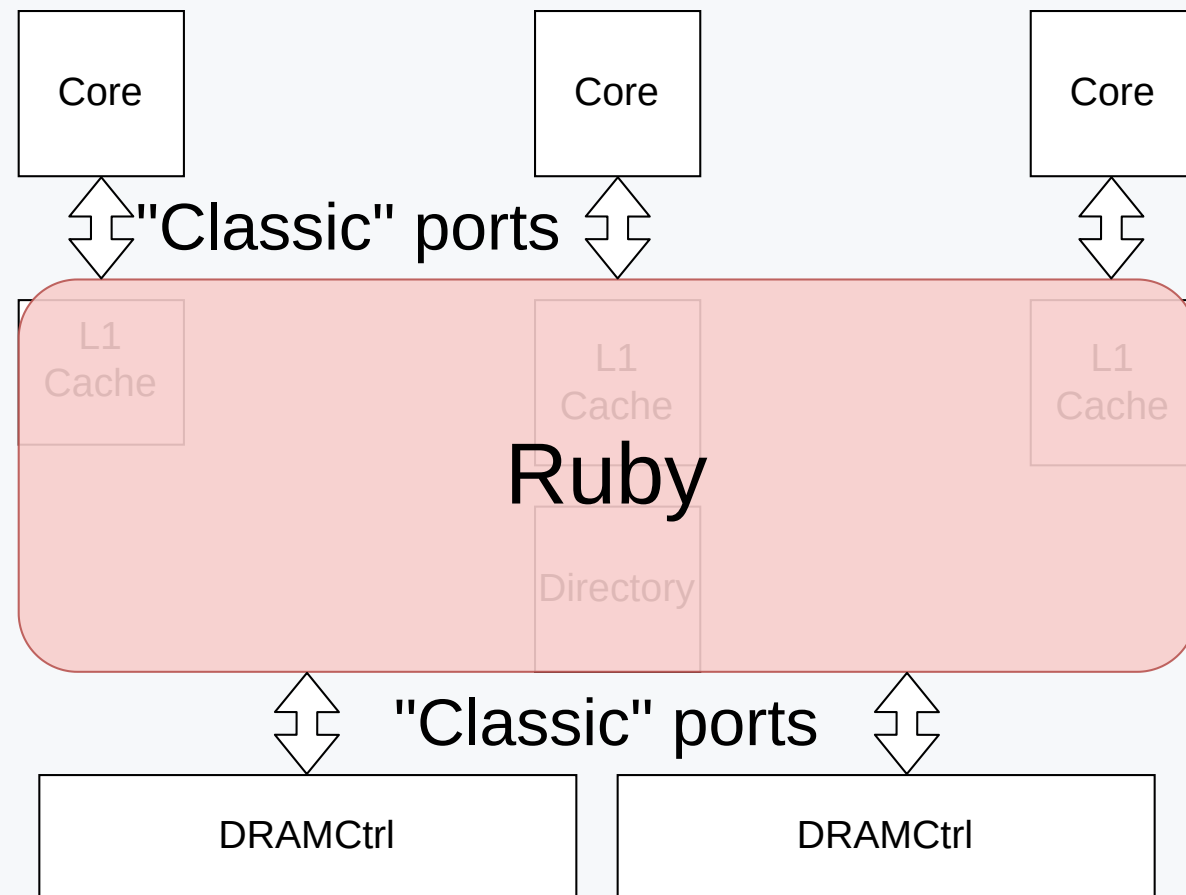 Core
Core
Core
"Classic" ports
L1
Cache
L1
Cache
L1
Cache
Ruby
Directory
"Classic" ports
DRAMCtrl
DRAMCtrl